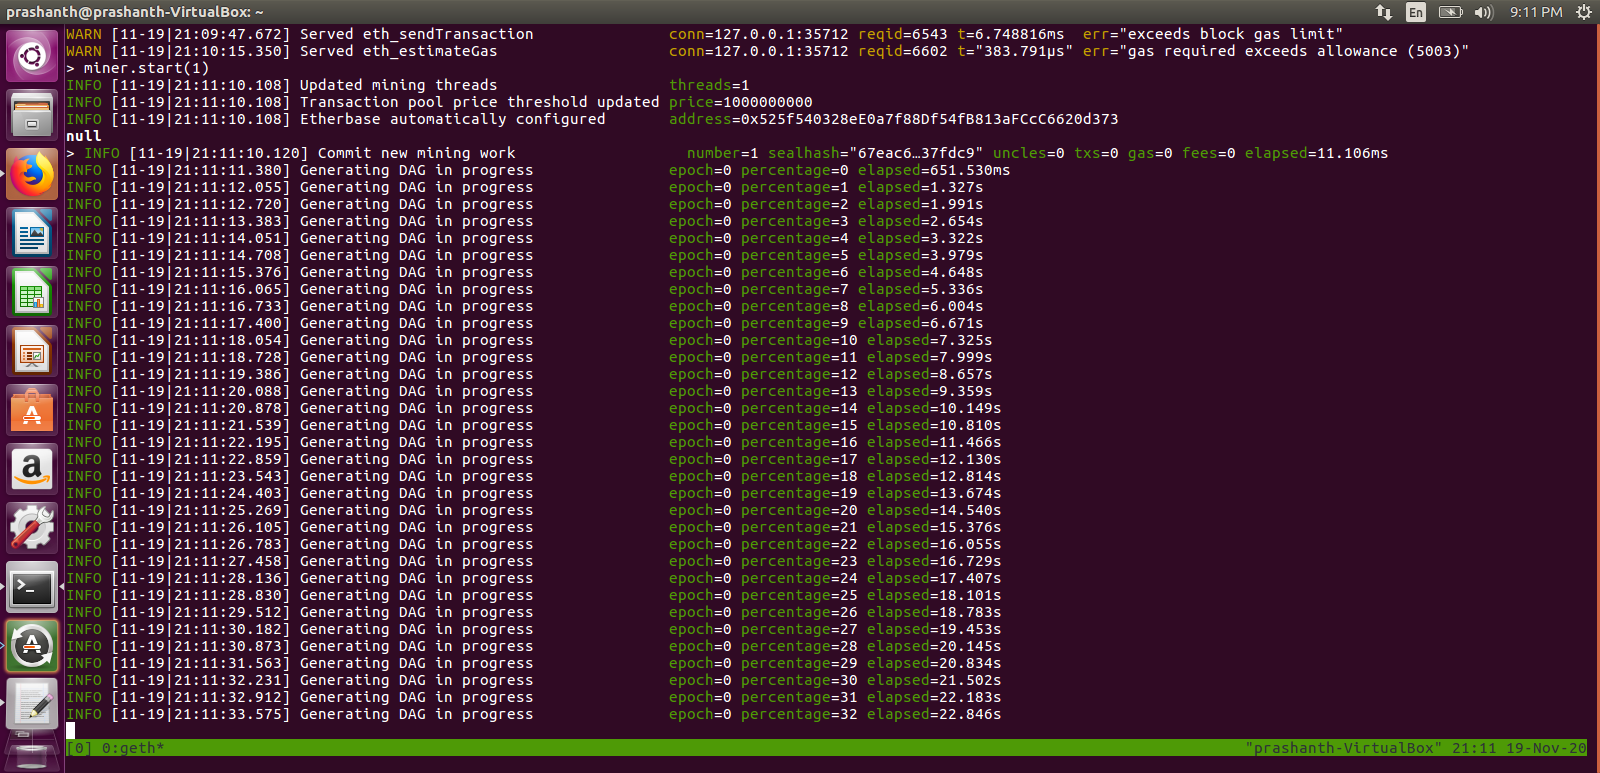 prashanth@prashanth-VirtualBox: ~ En 9:11 PM
WARN [11-19|21:09:47.672] Served eth_sendTransaction conn=127.0.0.1:35712 reqid=6543 t=6.748816ms err="exceeds block gas limit"
WARN [11-19|21:10:15.350] Served eth_estimateGas conn=127.0.0.1:35712 reqid=6602 t="383.791µs" err="gas required exceeds allowance (5003)"
> miner.start(1)
INFO [11-19|21:11:10.108] Updated mining threads threads=1
INFO [11-19|21:11:10.108] Transaction pool price threshold updated price=1000000000
INFO [11-19|21:11:10.108] Etherbase automatically configured address=0x525f540328eE0a7f88Df54fB813aFCcC6620d373
null
> INFO [11-19|21:11:10.120] Commit new mining work number=1 sealhash="67eac6…37fdc9" uncles=0 txs=0 gas=0 fees=0 elapsed=11.106ms
INFO [11-19|21:11:11.380] Generating DAG in progress epoch=0 percentage=0 elapsed=651.530ms
INFO [11-19|21:11:12.055] Generating DAG in progress epoch=0 percentage=1 elapsed=1.327s
INFO [11-19|21:11:12.720] Generating DAG in progress epoch=0 percentage=2 elapsed=1.991s
INFO [11-19|21:11:13.383] Generating DAG in progress epoch=0 percentage=3 elapsed=2.654s
INFO [11-19|21:11:14.051] Generating DAG in progress epoch=0 percentage=4 elapsed=3.322s
INFO [11-19|21:11:14.708] Generating DAG in progress epoch=0 percentage=5 elapsed=3.979s
INFO [11-19|21:11:15.376] Generating DAG in progress epoch=0 percentage=6 elapsed=4.648s
INFO [11-19|21:11:16.065] Generating DAG in progress epoch=0 percentage=7 elapsed=5.336s
INFO [11-19|21:11:16.733] Generating DAG in progress epoch=0 percentage=8 elapsed=6.004s
INFO [11-19|21:11:17.400] Generating DAG in progress epoch=0 percentage=9 elapsed=6.671s
INFO [11-19|21:11:18.054] Generating DAG in progress epoch=0 percentage=10 elapsed=7.325s
INFO [11-19|21:11:18.728] Generating DAG in progress epoch=0 percentage=11 elapsed=7.999s
INFO [11-19|21:11:19.386] Generating DAG in progress epoch=0 percentage=12 elapsed=8.657s
INFO [11-19|21:11:20.088] Generating DAG in progress epoch=0 percentage=13 elapsed=9.359s
INFO [11-19|21:11:20.878] Generating DAG in progress epoch=0 percentage=14 elapsed=10.149s
INFO [11-19|21:11:21.539] Generating DAG in progress epoch=0 percentage=15 elapsed=10.810s
INFO [11-19|21:11:22.195] Generating DAG in progress epoch=0 percentage=16 elapsed=11.466s
INFO [11-19|21:11:22.859] Generating DAG in progress epoch=0 percentage=17 elapsed=12.130s
INFO [11-19|21:11:23.543] Generating DAG in progress epoch=0 percentage=18 elapsed=12.814s
INFO [11-19|21:11:24.403] Generating DAG in progress epoch=0 percentage=19 elapsed=13.674s
INFO [11-19|21:11:25.269] Generating DAG in progress epoch=0 percentage=20 elapsed=14.540s
INFO [11-19|21:11:26.105] Generating DAG in progress epoch=0 percentage=21 elapsed=15.376s
INFO [11-19|21:11:26.783] Generating DAG in progress epoch=0 percentage=22 elapsed=16.055s
INFO [11-19|21:11:27.458] Generating DAG in progress epoch=0 percentage=23 elapsed=16.729s
INFO [11-19|21:11:28.136] Generating DAG in progress epoch=0 percentage=24 elapsed=17.407s
INFO [11-19|21:11:28.830] Generating DAG in progress epoch=0 percentage=25 elapsed=18.101s
INFO [11-19|21:11:29.512] Generating DAG in progress epoch=0 percentage=26 elapsed=18.783s
INFO [11-19|21:11:30.182] Generating DAG in progress epoch=0 percentage=27 elapsed=19.453s
INFO [11-19|21:11:30.873] Generating DAG in progress epoch=0 percentage=28 elapsed=20.145s
INFO [11-19|21:11:31.563] Generating DAG in progress epoch=0 percentage=29 elapsed=20.834s
INFO [11-19|21:11:32.231] Generating DAG in progress epoch=0 percentage=30 elapsed=21.502s
INFO [11-19|21:11:32.912] Generating DAG in progress epoch=0 percentage=31 elapsed=22.183s
INFO [11-19|21:11:33.575] Generating DAG in progress epoch=0 percentage=32 elapsed=22.846s
[0] 0:geth* "prashanth-VirtualBox" 21:11 19-Nov-20